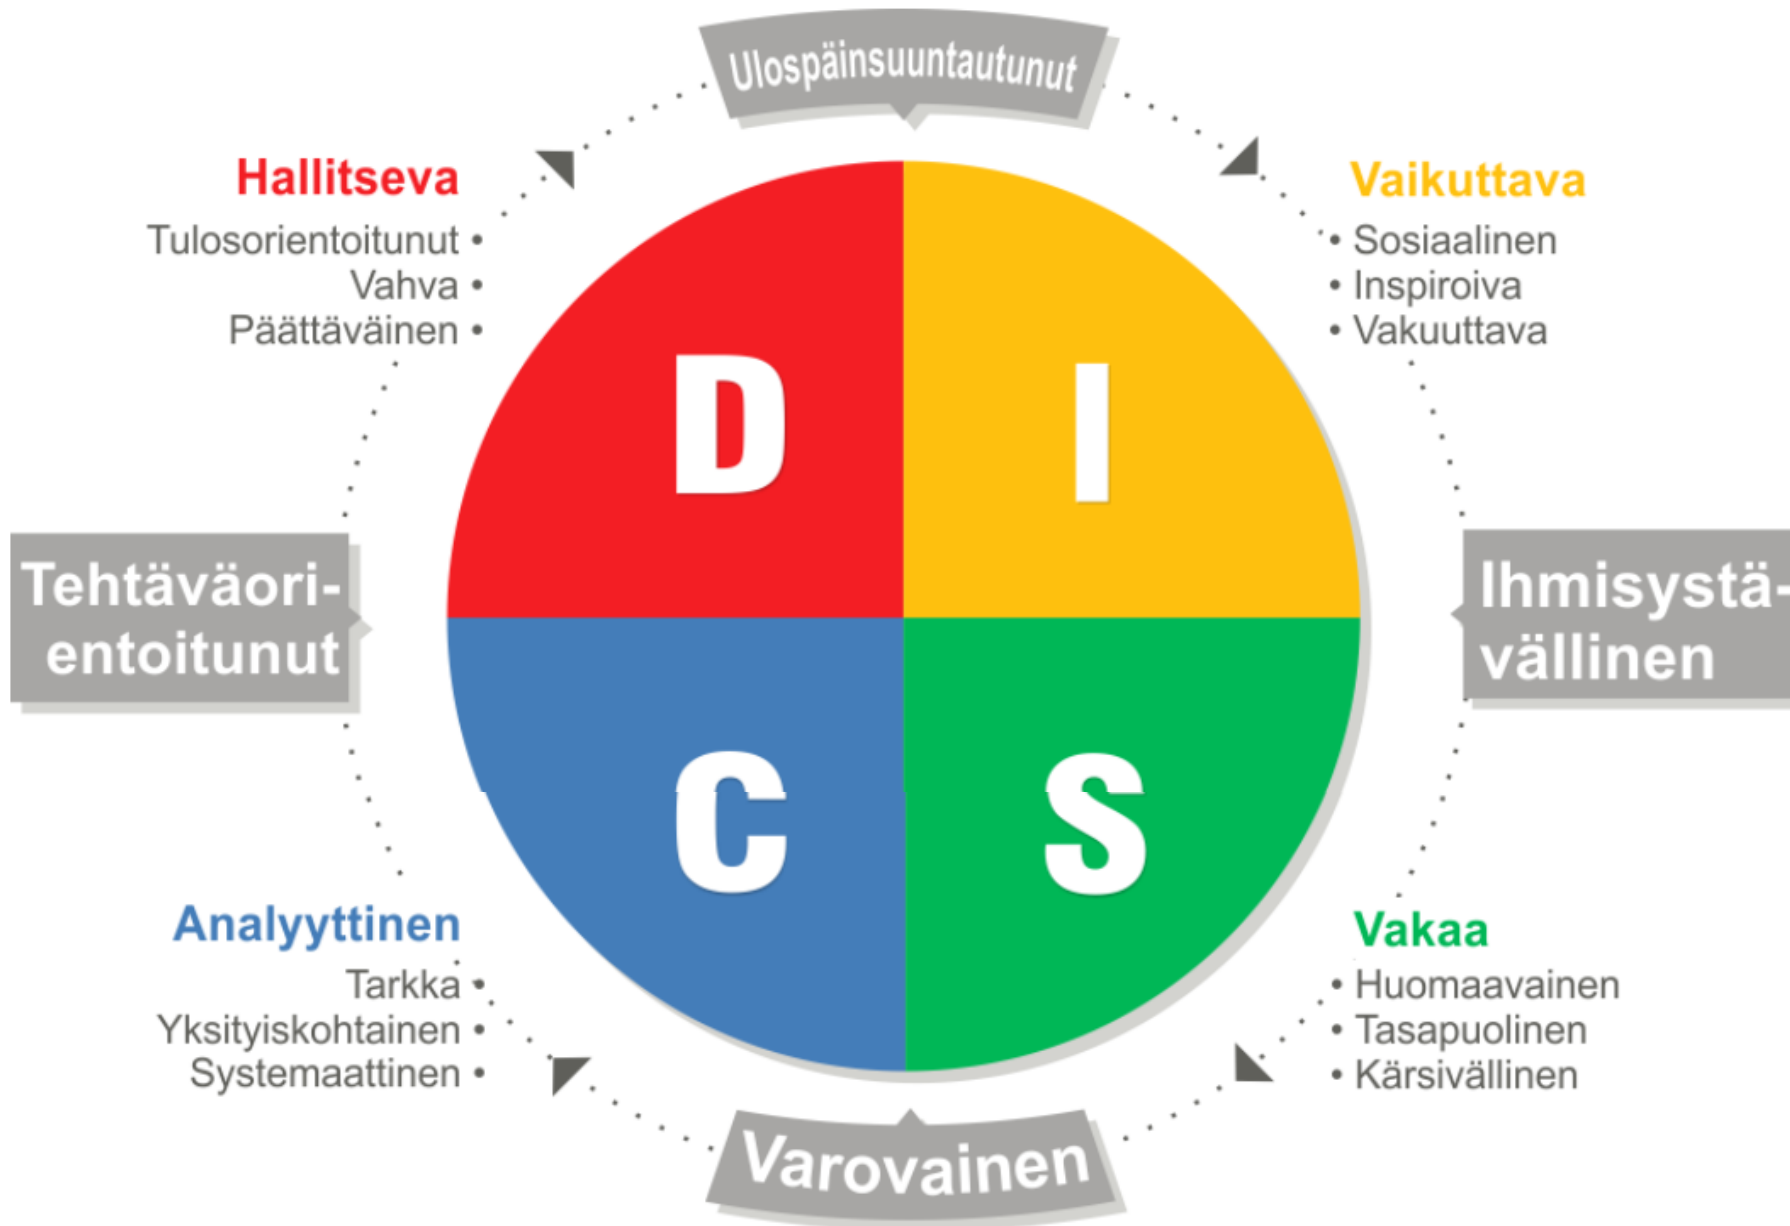 Ulospäinsuuntautunut
Hallitseva
Tulosorientoitunut •
Vahva •
Päättäväinen •
Vaikuttava
• Sosiaalinen
• Inspiroiva
• Vakuuttava
D
I
Tehtäväori-
entoitunut
Ihmisystä-
vällinen
C
S
Analyyttinen
Tarkka •
Yksityiskohtainen •
Systemaattinen •
Vakaa
• Huomaavainen
• Tasapuolinen
• Kärsivällinen
Varovainen